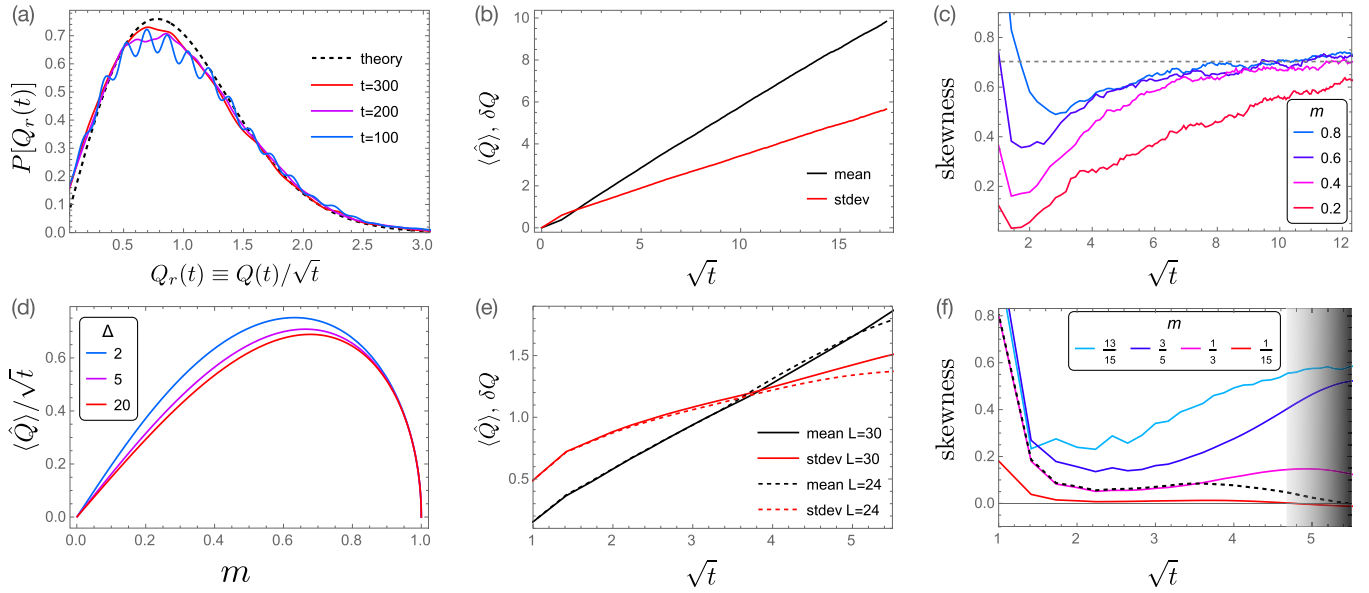 (a)
P[Q_r(t)]
0.7
0.6
0.5
0.4
0.3
0.2
0.1
0.0
0.5 1.0 1.5 2.0 2.5 3.0
Q_r(t) ≡ Q(t)/√t
theory
t=300
t=200
t=100
(b)
⟨Q̂⟩, δQ
10
8
6
4
2
0
0 5 10 15
√t
mean
stdev
(c)
skewness
0.8
0.6
0.4
0.2
2 4 6 8 10 12
√t
m
0.8
0.6
0.4
0.2
(d)
⟨Q̂⟩/√t
0.6
0.4
0.2
0.0
0.0 0.2 0.4 0.6 0.8 1.0
m
Δ
2
5
20
(e)
⟨Q̂⟩, δQ
1.5
1.0
0.5
1 2 3 4 5
√t
mean L=30
stdev L=30
mean L=24
stdev L=24
(f)
skewness
0.8
0.6
0.4
0.2
0.0
1 2 3 4 5
√t
m
13/15 3/5 1/3 1/15